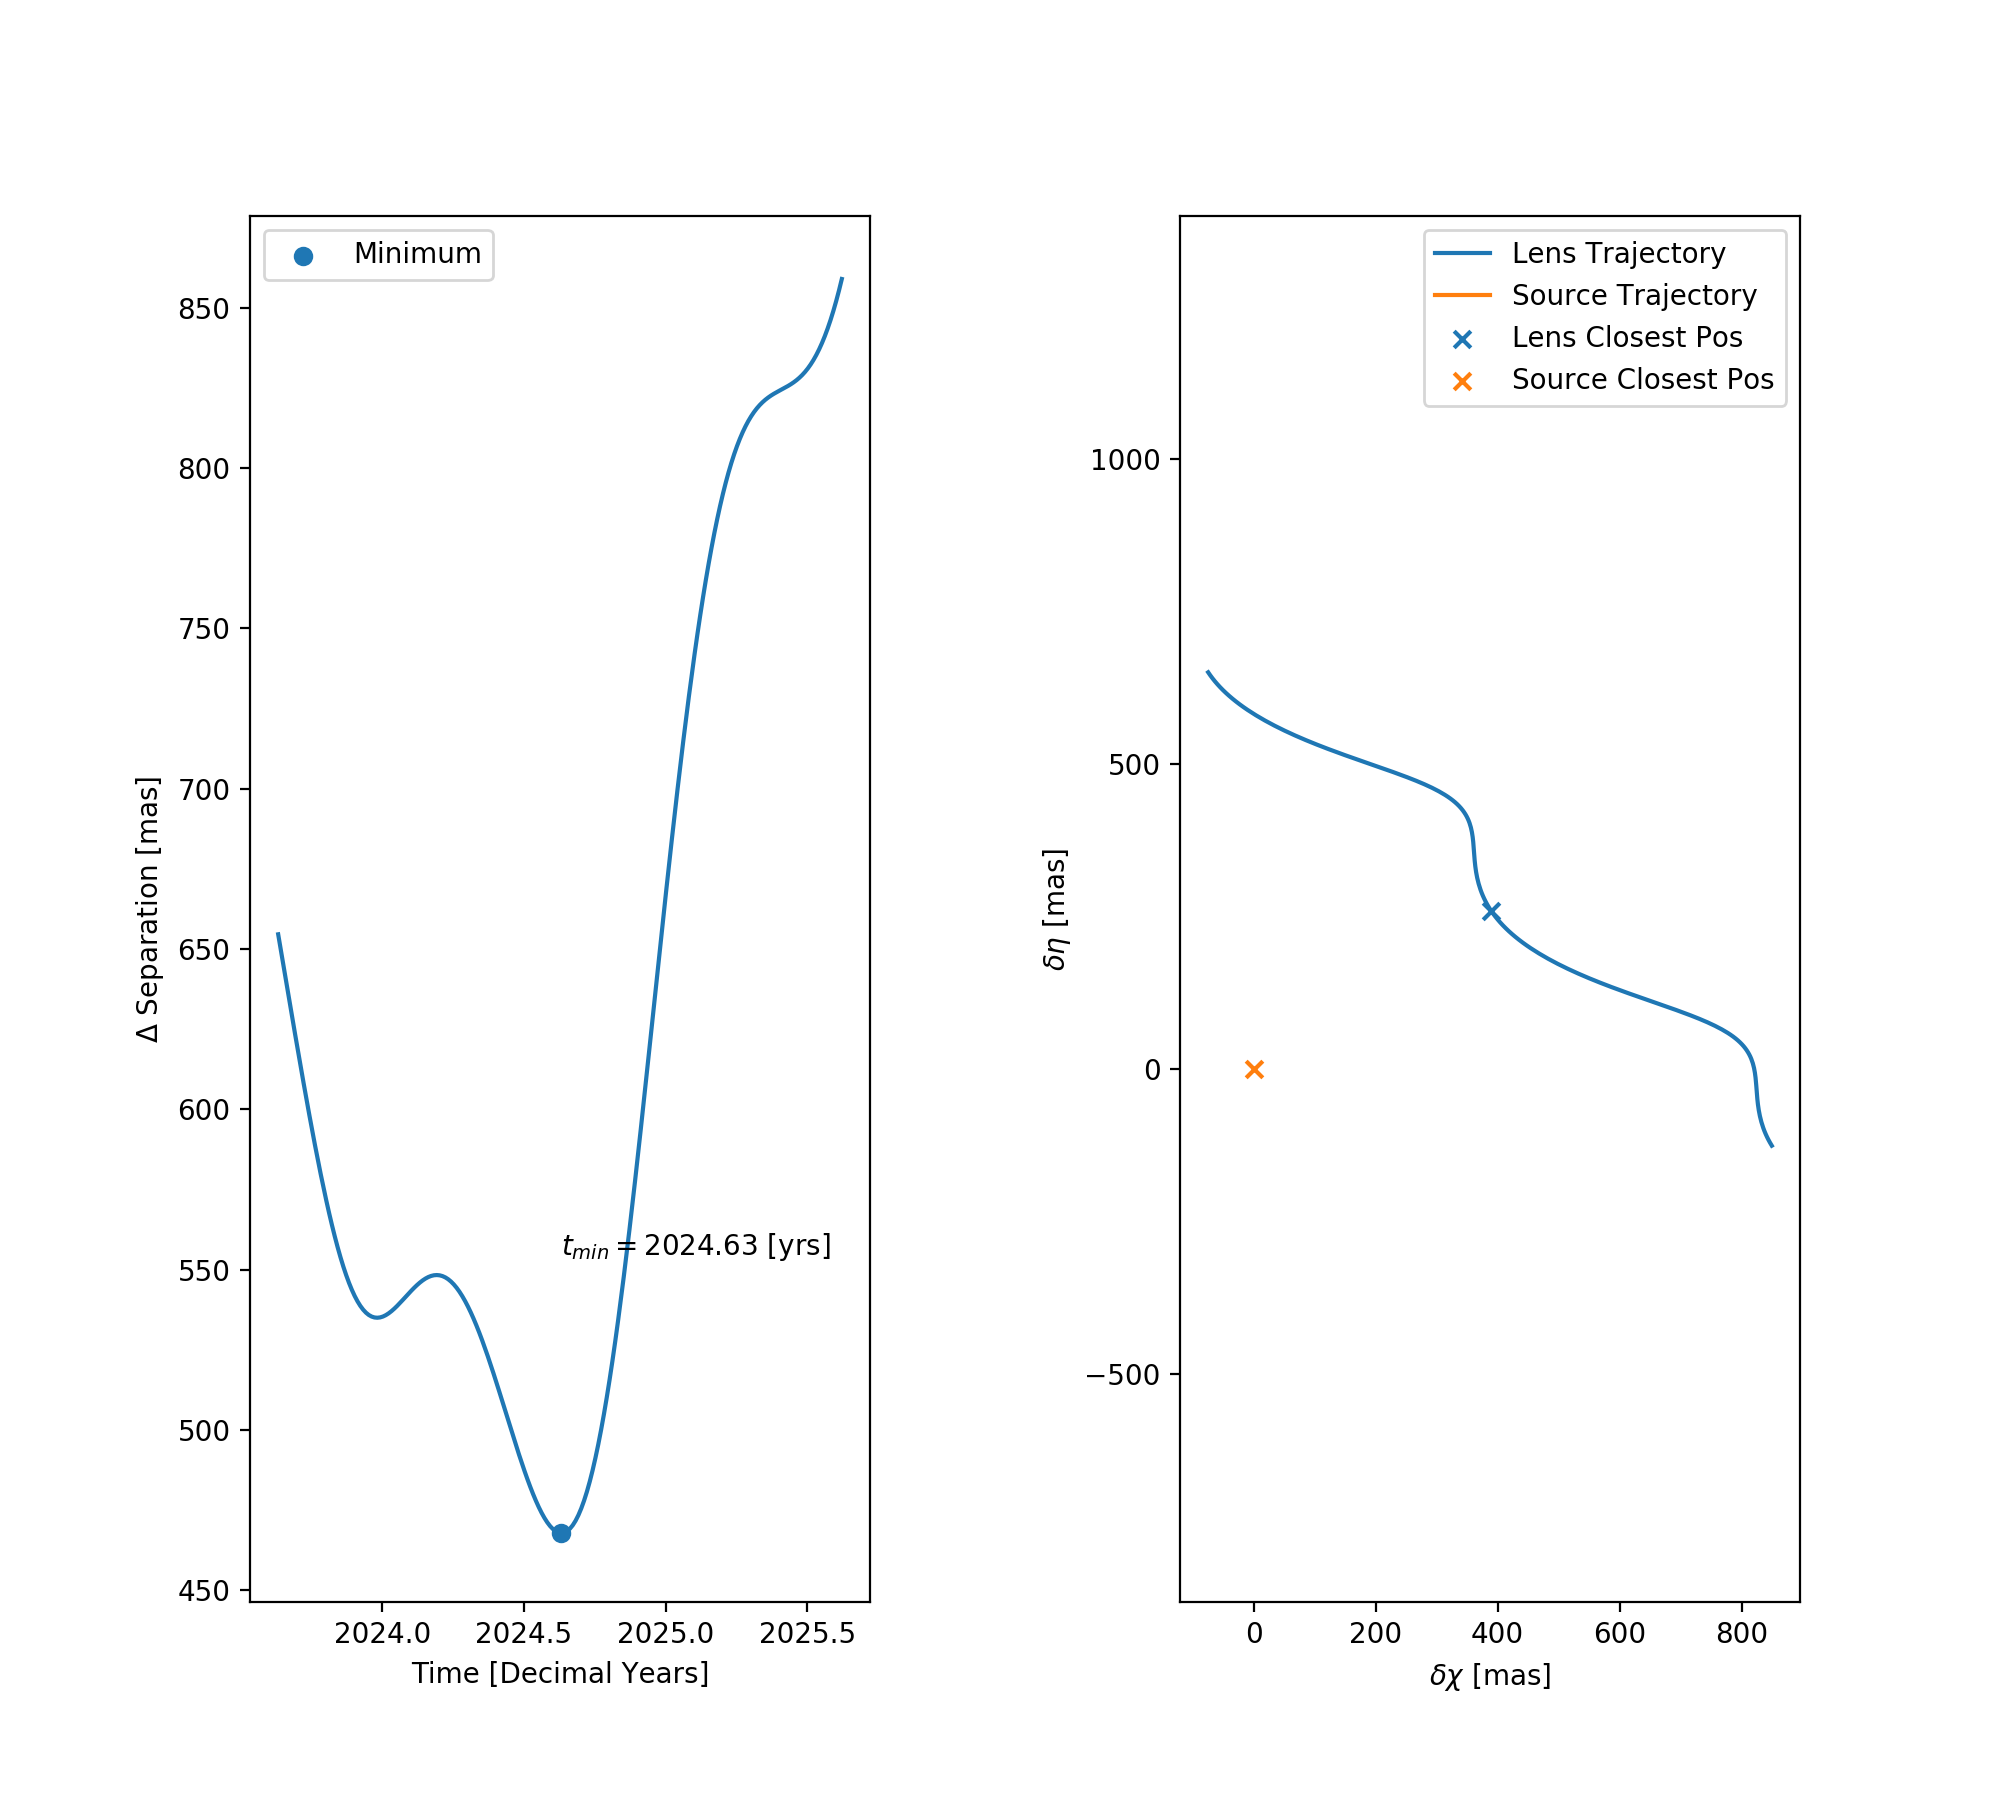 Minimum
850
800
750
700
650
600
550
500
450
Δ Separation [mas]
t_min = 2024.63 [yrs]
2024.0 2024.5 2025.0 2025.5
Time [Decimal Years]
Lens Trajectory
Source Trajectory
Lens Closest Pos
Source Closest Pos
1000
500
0
−500
δη [mas]
0 200 400 600 800
δχ [mas]